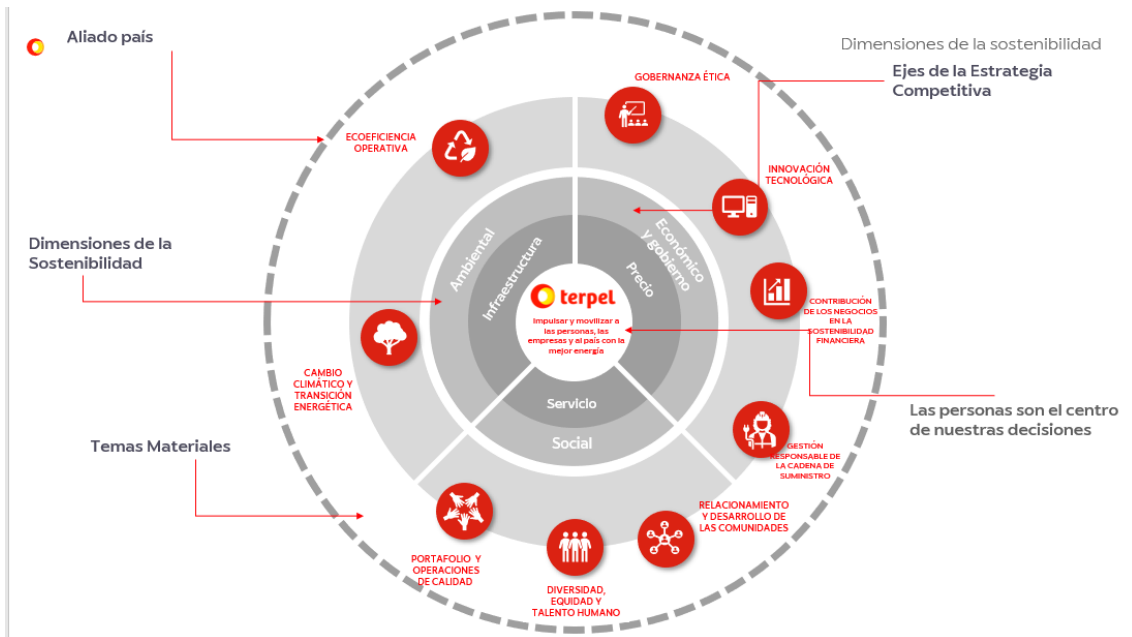 Aliado país
Dimensiones de la sostenibilidad
Ejes de la Estrategia
Competitiva
GOBERNANZA ÉTICA
ECOEFICIENCIA
OPERATIVA
INNOVACIÓN
TECNOLÓGICA
Dimensiones de la
Sostenibilidad
Ambiental
Infraestructura
Económico
y gobierno
Precio
terpel
Impulsar y movilizar a
las personas, las
empresas y al país con la
mejor energía
CONTRIBUCIÓN
DE LOS NEGOCIOS
EN LA
SOSTENIBILIDAD
FINANCIERA
CAMBIO
CLIMÁTICO Y
TRANSICIÓN
ENERGÉTICA
Servicio
Social
Las personas son el centro
de nuestras decisiones
Temas Materiales
GESTIÓN
RESPONSABLE DE
LA CADENA DE
SUMINISTRO
RELACIONAMIENTO
Y DESARROLLO DE
LAS COMUNIDADES
PORTAFOLIO Y
OPERACIONES
DE CALIDAD
DIVERSIDAD,
EQUIDAD Y
TALENTO HUMANO